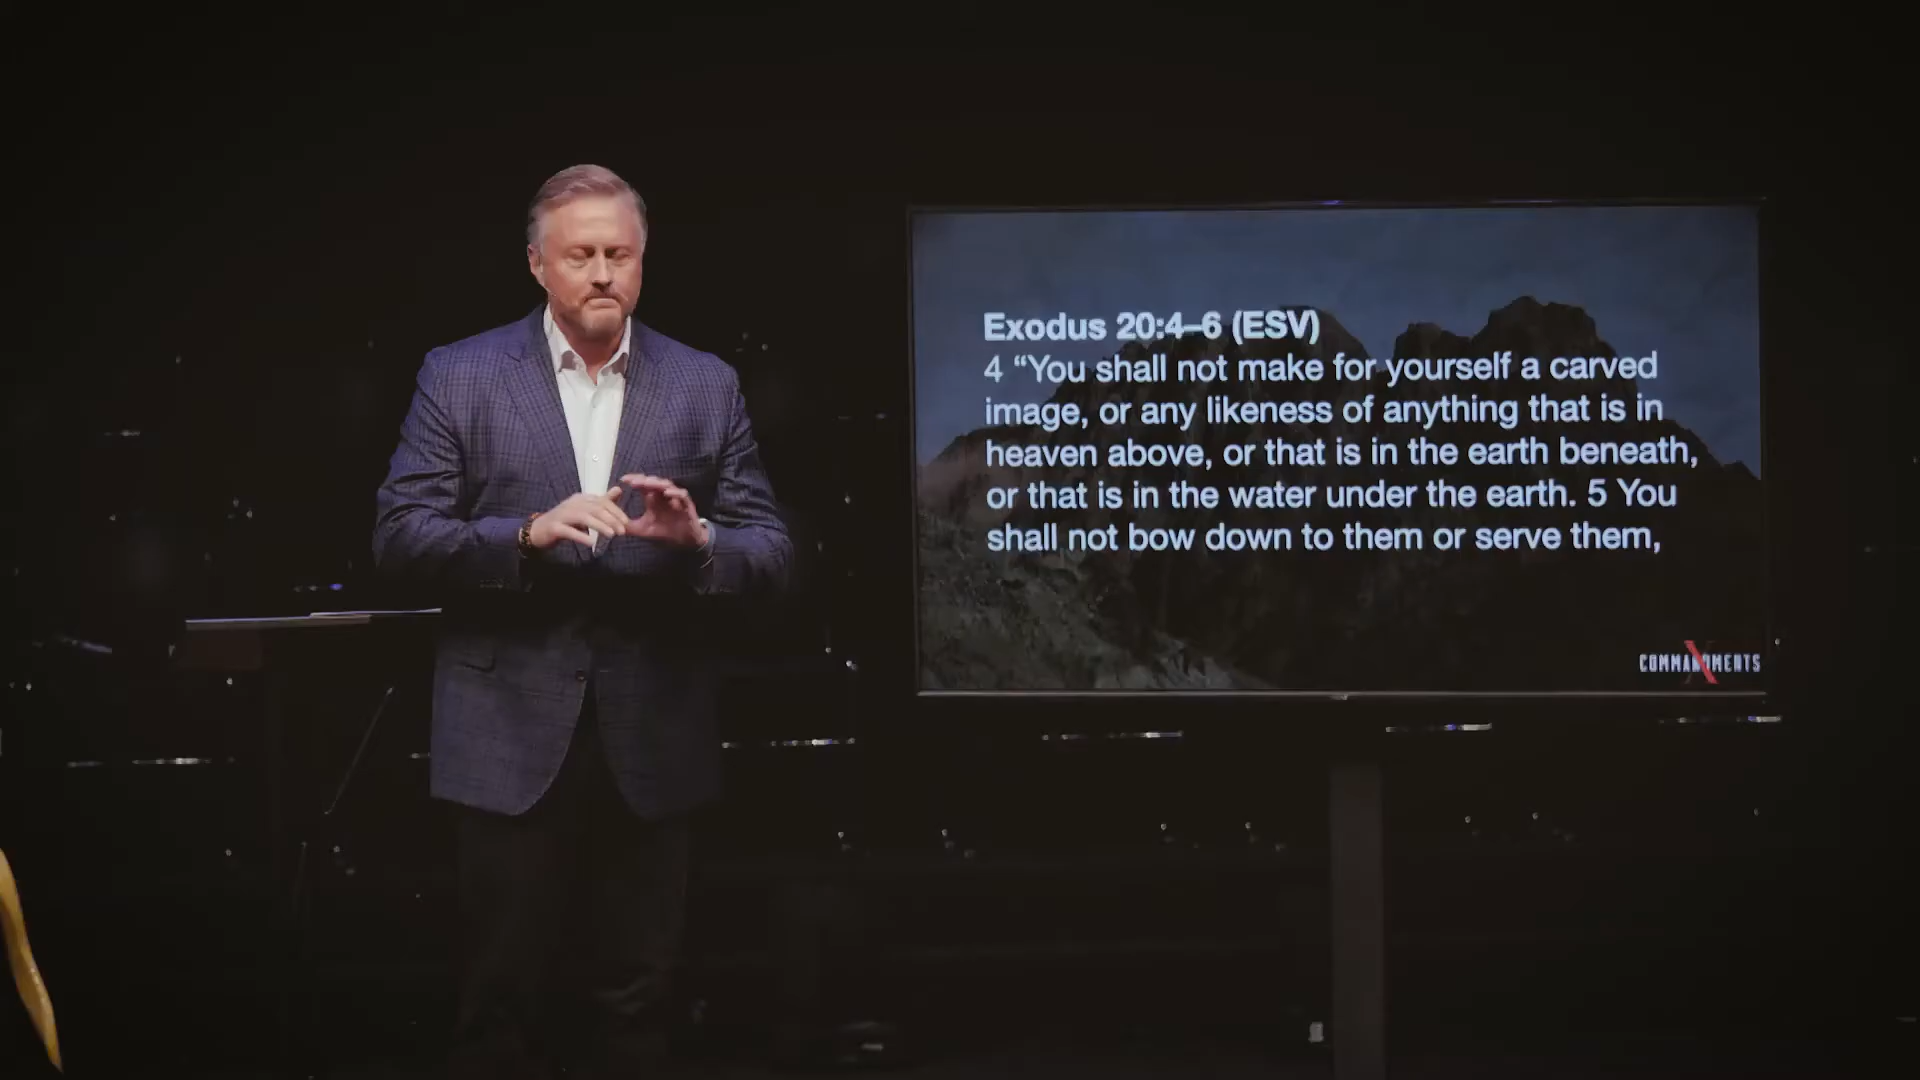 Exodus 20:4–6 (ESV)
4 “You shall not make for yourself a carved
image, or any likeness of anything that is in
heaven above, or that is in the earth beneath,
or that is in the water under the earth. 5 You
shall not bow down to them or serve them,
COMMANDMENTS
X